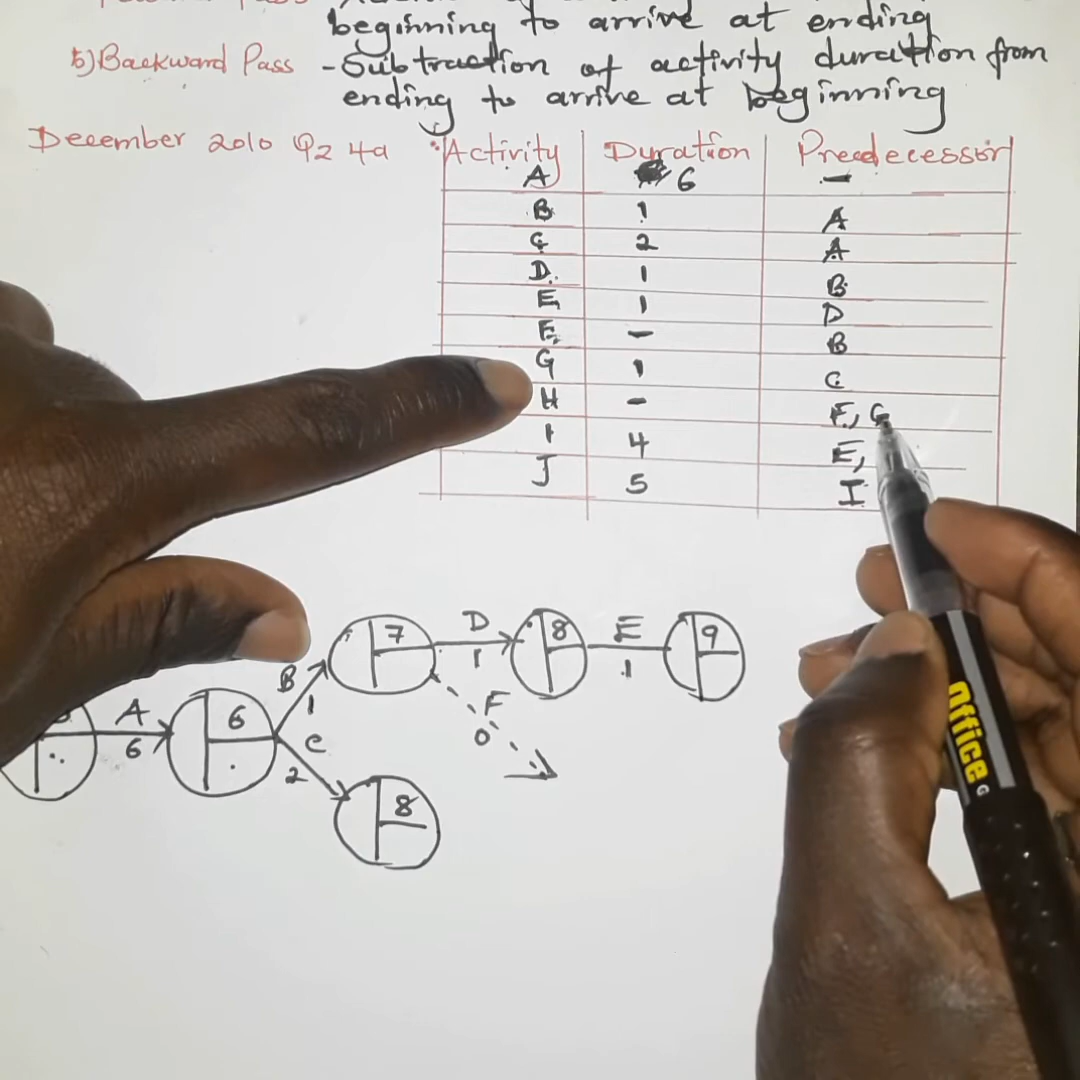 beginning to arrive at ending
b) Backward Pass - Subtraction of activity duration from
ending to arrive at beginning
December 2010 Q2 4a
Activity Duration Predecessor
A 6 -
B 1 A
C 2 A
D 1 B
E 1 D
F - B
G 1 C
H - F, G
I 4 E,
J 5 I
7 D 1 8 E 1 9
B 1
F 0
A 6 6
C 2
8
Office